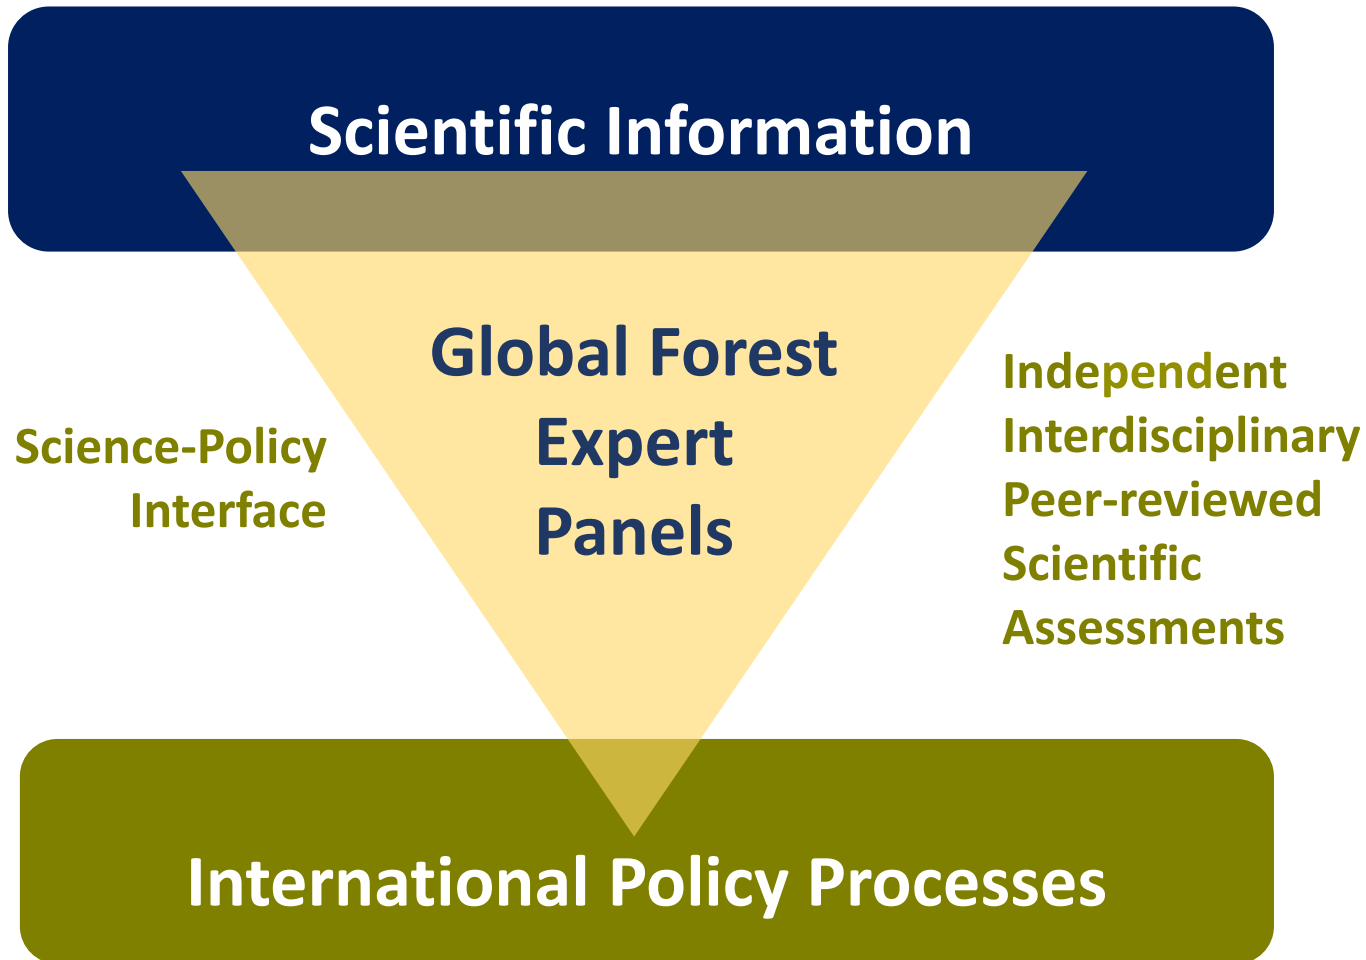 Scientific Information
Global Forest
Expert
Panels
Science-Policy
Interface
Independent
Interdisciplinary
Peer-reviewed
Scientific
Assessments
International Policy Processes